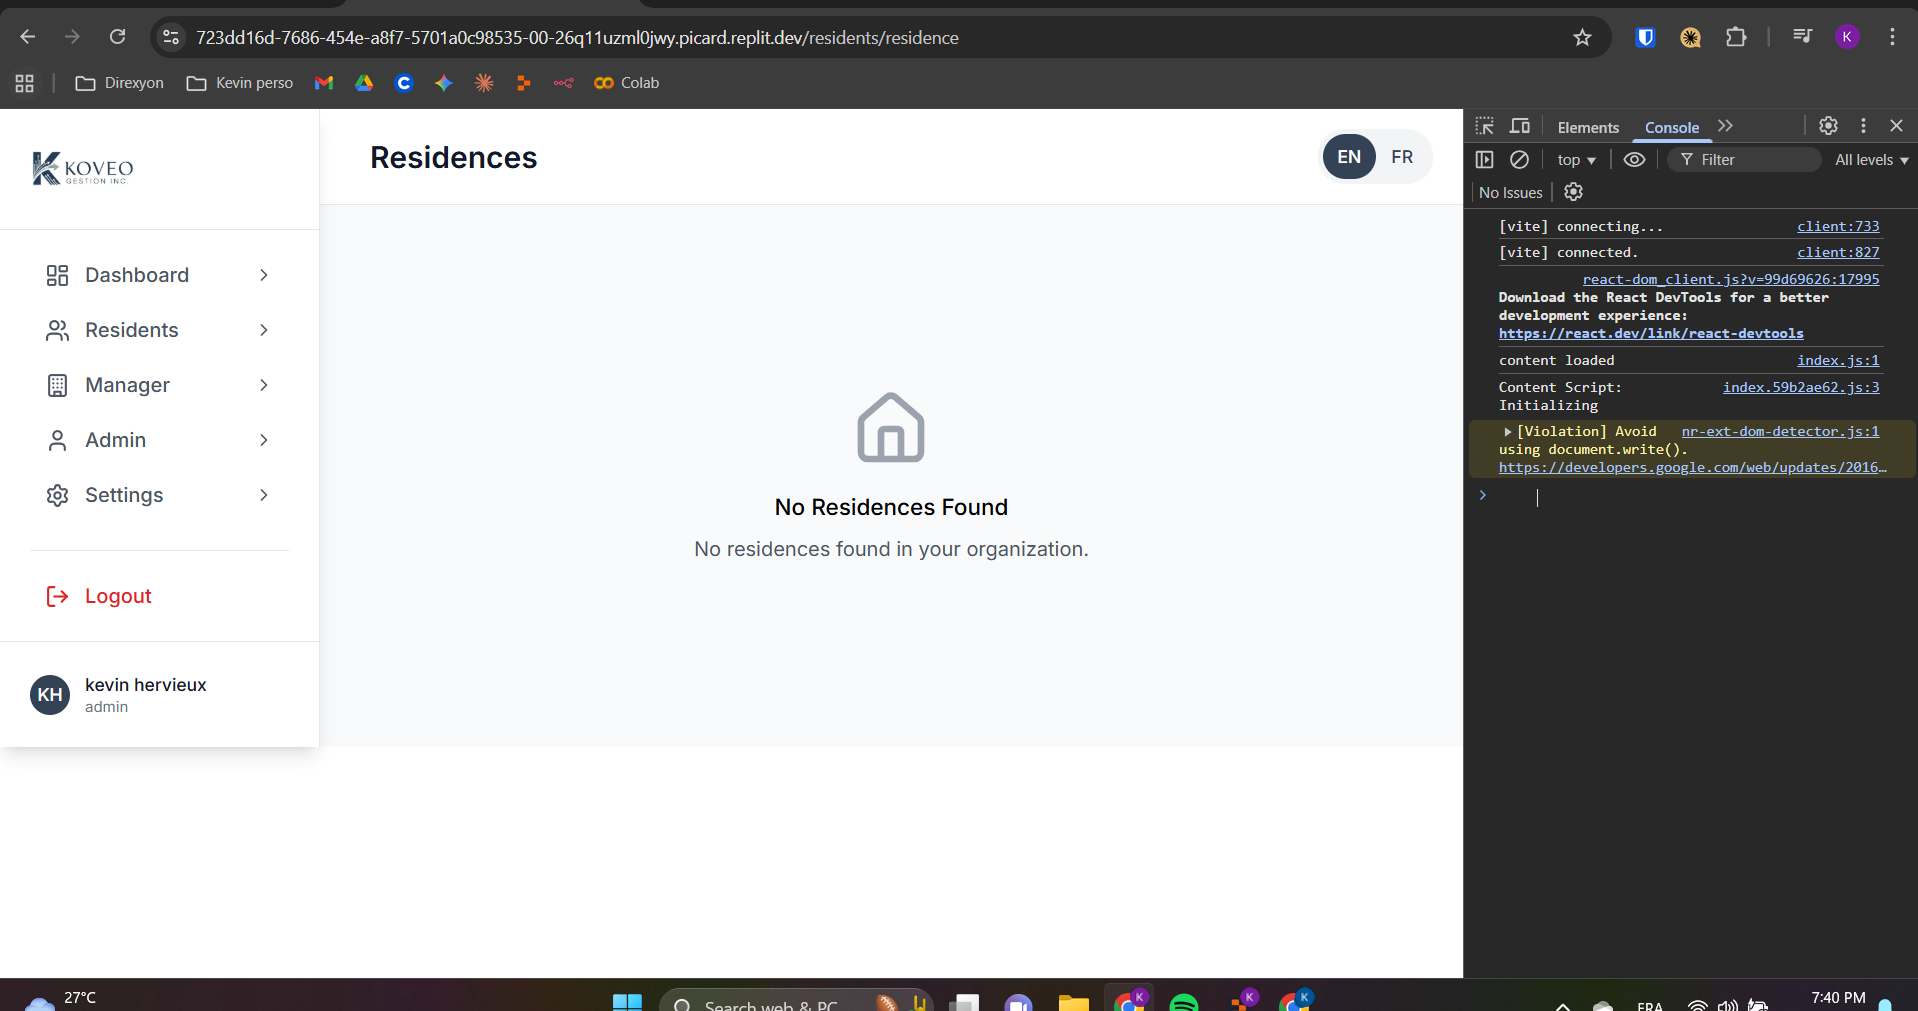 723dd16d-7686-454e-a8f7-5701a0c98535-00-26q11uzml0jwy.picard.replit.dev/residents/residence
K
Direxyon
Kevin perso
Colab
KOVEO
GESTION INC.
Residences
EN FR
Dashboard
Residents
Manager
Admin
Settings
Logout
KH
kevin hervieux
admin
No Residences Found
No residences found in your organization.
Elements Console
top Filter All levels
No Issues
[vite] connecting... client:733
[vite] connected. client:827
react-dom_client.js?v=99d69626:17995
Download the React DevTools for a better
development experience:
https://react.dev/link/react-devtools
content loaded index.js:1
Content Script: index.59b2ae62.js:3
Initializing
[Violation] Avoid nr-ext-dom-detector.js:1
using document.write().
https://developers.google.com/web/updates/2016…
27°C
Search web & PC
K
K
K
FRA
7:40 PM